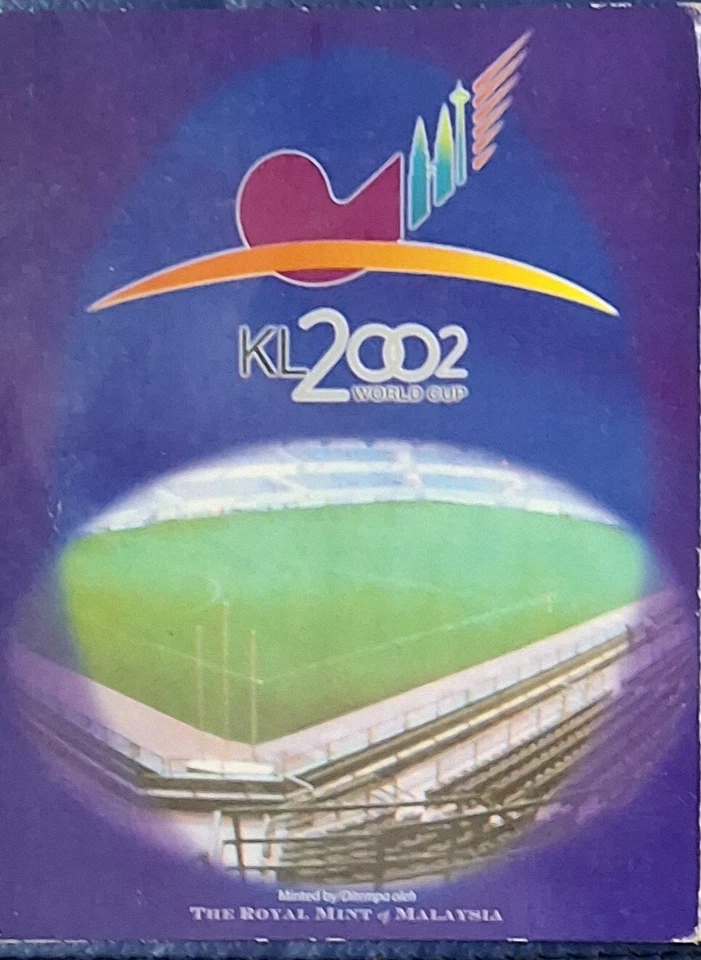 KL2002
WORLD CUP
Minted by/Ditempa oleh
THE ROYAL MINT of MALAYSIA